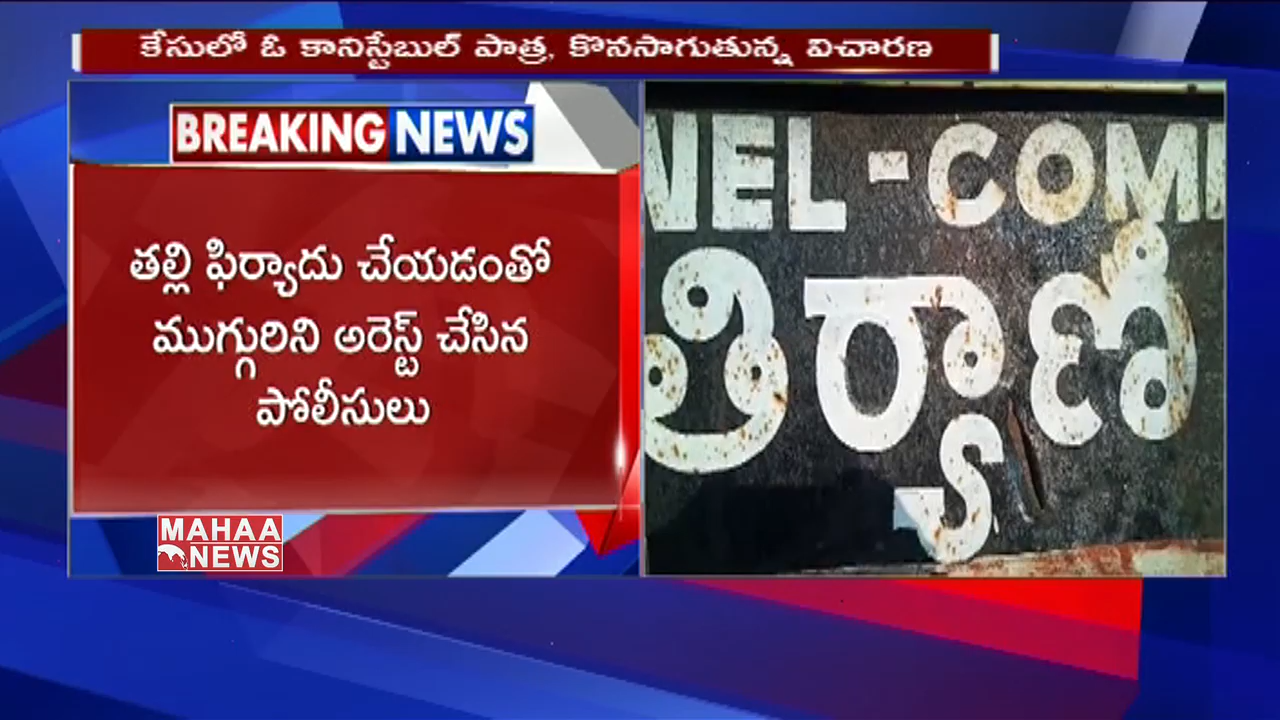 కేసులో ఓ కానిస్టేబుల్ పాత్ర, కొనసాగుతున్న విచారణ
BREAKING NEWS
తల్లి ఫిర్యాదు చేయడంతో
ముగ్గురిని అరెస్ట్ చేసిన
పోలీసులు
MAHAA
NEWS
NEL-COM
తిర్యాణి